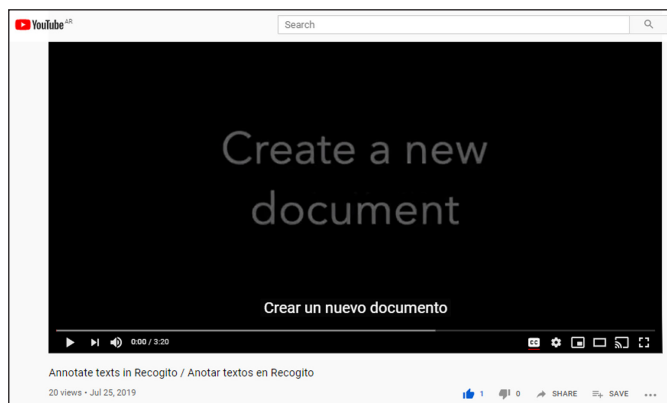 YouTube AR
Search
Create a new
document
Crear un nuevo documento
0:00 / 3:20
CC
Annotate texts in Recogito / Anotar textos en Recogito
20 views • Jul 25, 2019
1 0 SHARE SAVE